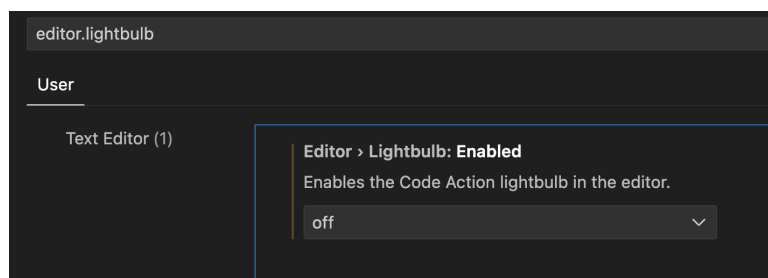 editor.lightbulb
User
Text Editor (1)
Editor › Lightbulb: Enabled
Enables the Code Action lightbulb in the editor.
off